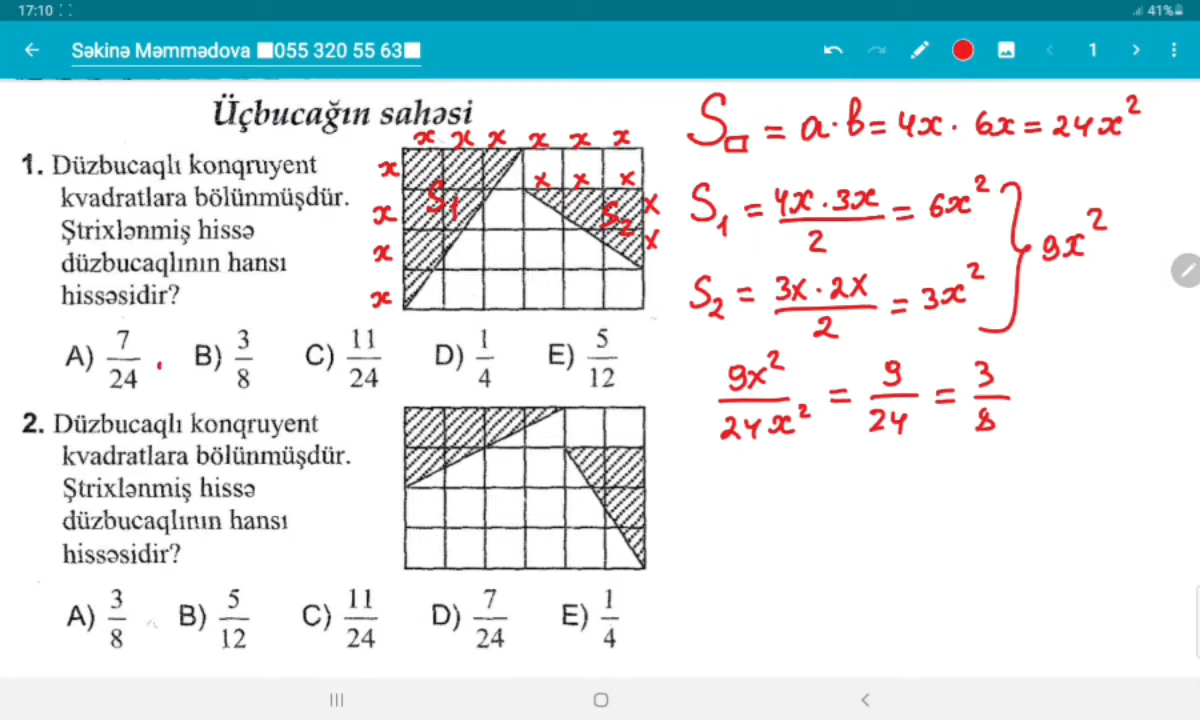 17:10
41%
Səkinə Məmmədova 055 320 55 63
1
Üçbucağın sahəsi
1. Düzbucaqlı konqruyent
kvadratlara bölünmüşdür.
Ştrixlənmiş hissə
düzbucaqlının hansı
hissəsidir?
x x x x x x
x x x x
x x x x
S₁
S₂
A) 7/24 B) 3/8 C) 11/24 D) 1/4 E) 5/12
2. Düzbucaqlı konqruyent
kvadratlara bölünmüşdür.
Ştrixlənmiş hissə
düzbucaqlının hansı
hissəsidir?
A) 3/8 B) 5/12 C) 11/24 D) 7/24 E) 1/4
S▭ = a·b = 4x · 6x = 24x²
S₁ = 4x · 3x / 2 = 6x²
S₂ = 3x · 2x / 2 = 3x²
} 9x²
9x²/24x² = 9/24 = 3/8